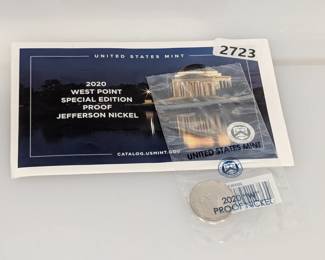 UNITED STATES MINT
2723
2020
WEST POINT
SPECIAL EDITION
PROOF
JEFFERSON NICKEL
CATALOG.USMINT.GOV
UNITED STATES MINT
2020 "W"
PROOF NICKEL